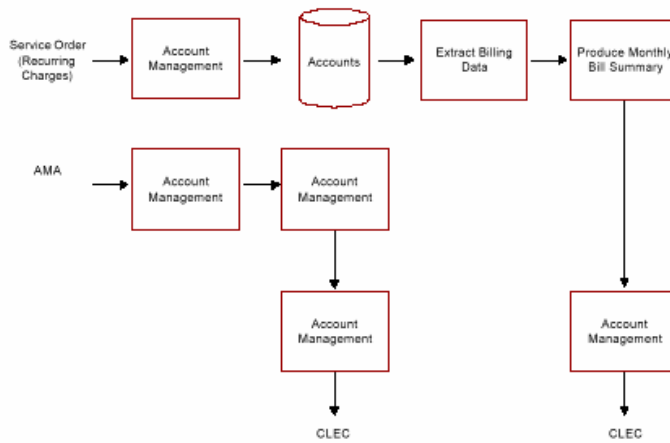 Service Order
(Recurring
Charges)
Account
Management
Accounts
Extract Billing
Data
Produce Monthly
Bill Summary
AMA
Account
Management
Account
Management
Account
Management
Account
Management
CLEC
CLEC